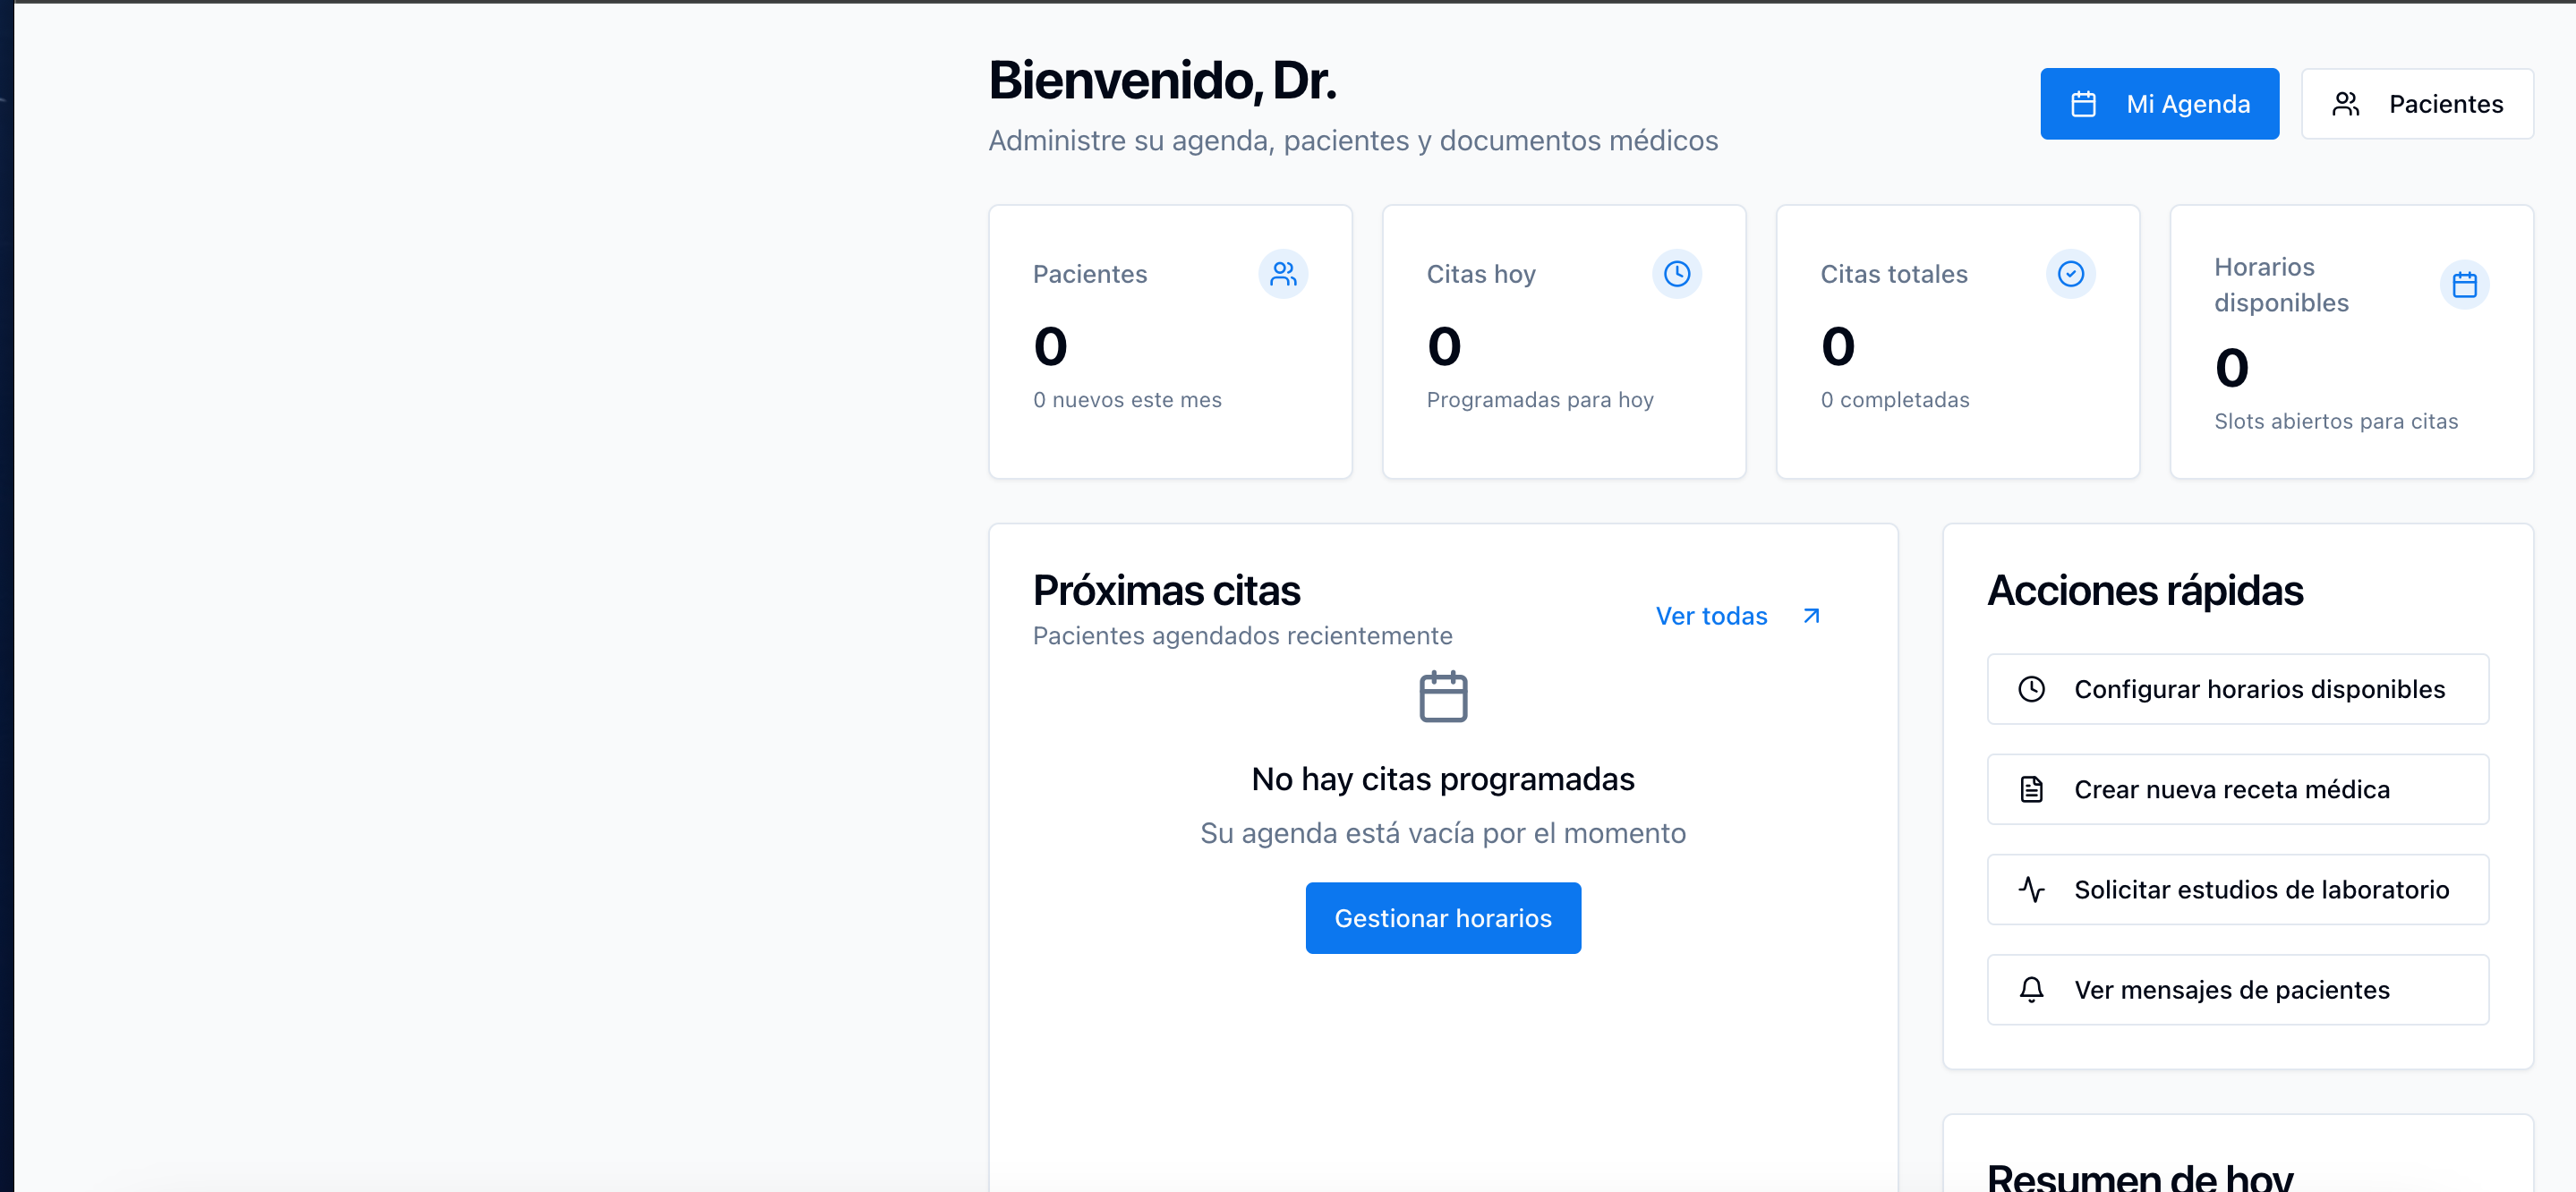 Bienvenido, Dr.
Administre su agenda, pacientes y documentos médicos
Mi Agenda
Pacientes
Pacientes
0
0 nuevos este mes
Citas hoy
0
Programadas para hoy
Citas totales
0
0 completadas
Horarios
disponibles
0
Slots abiertos para citas
Próximas citas
Pacientes agendados recientemente
Ver todas
No hay citas programadas
Su agenda está vacía por el momento
Gestionar horarios
Acciones rápidas
Configurar horarios disponibles
Crear nueva receta médica
Solicitar estudios de laboratorio
Ver mensajes de pacientes
Resumen de hoy